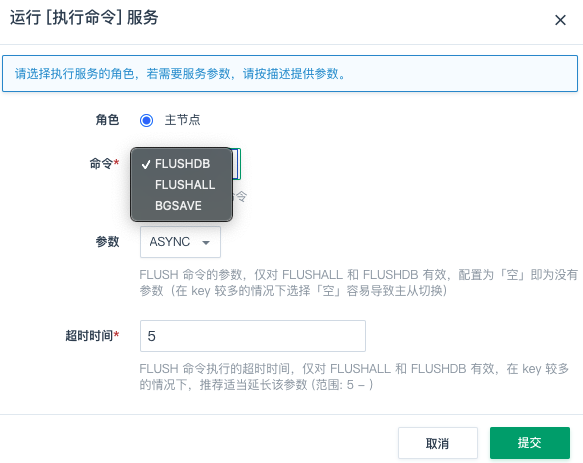 运行 [执行命令] 服务
请选择执行服务的角色，若需要服务参数，请按描述提供参数。
角色 主节点
命令* ✓ FLUSHDB
FLUSHALL
命令
BGSAVE
参数 ASYNC
FLUSH 命令的参数，仅对 FLUSHALL 和 FLUSHDB 有效，配置为「空」即为没有
参数（在 key 较多的情况下选择「空」容易导致主从切换）
超时时间* 5
FLUSH 命令执行的超时时间，仅对 FLUSHALL 和 FLUSHDB 有效，在 key 较多
的情况下，推荐适当延长该参数 (范围: 5 - )
取消 提交